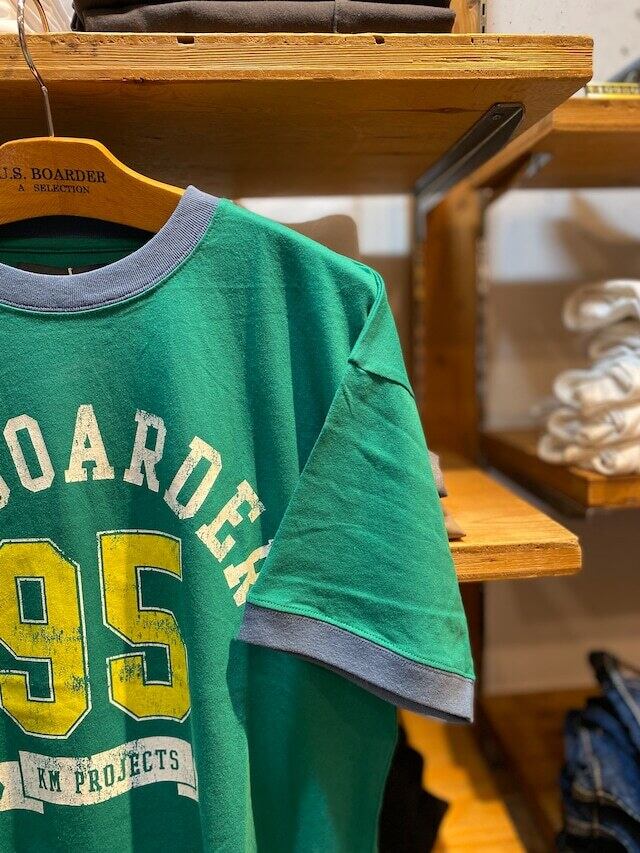 U.S. BOARDER
A SELECTION
BOARDER
95
KM PROJECTS